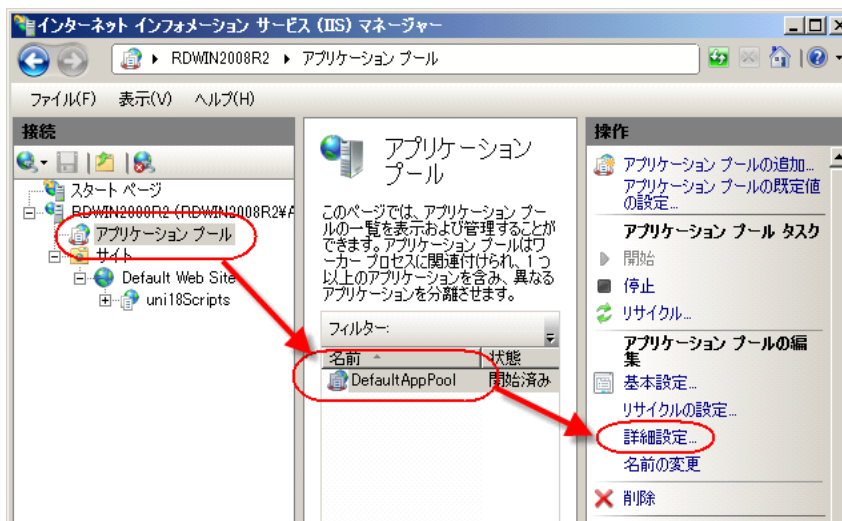 インターネット インフォメーション サービス (IIS) マネージャー
RDWIN2008R2 アプリケーション プール
ファイル(F) 表示(V) ヘルプ(H)
接続
スタート ページ
RDWIN2008R2 (RDWIN2008R2¥A
アプリケーション プール
サイト
Default Web Site
uni18Scripts
アプリケーション
プール
このページでは、アプリケーション プー
ルの一覧を表示および管理することが
できます。アプリケーション プールはワ
ーカー プロセスに関連付けられ、1 つ
以上のアプリケーションを含み、異なる
アプリケーションを分離させます。
フィルター:
名前 状態
DefaultAppPool 開始済み
操作
アプリケーション プールの追加...
アプリケーション プールの既定値
の設定...
アプリケーション プール タスク
開始
停止
リサイクル...
アプリケーション プールの編
集
基本設定...
リサイクルの設定...
詳細設定...
名前の変更
削除